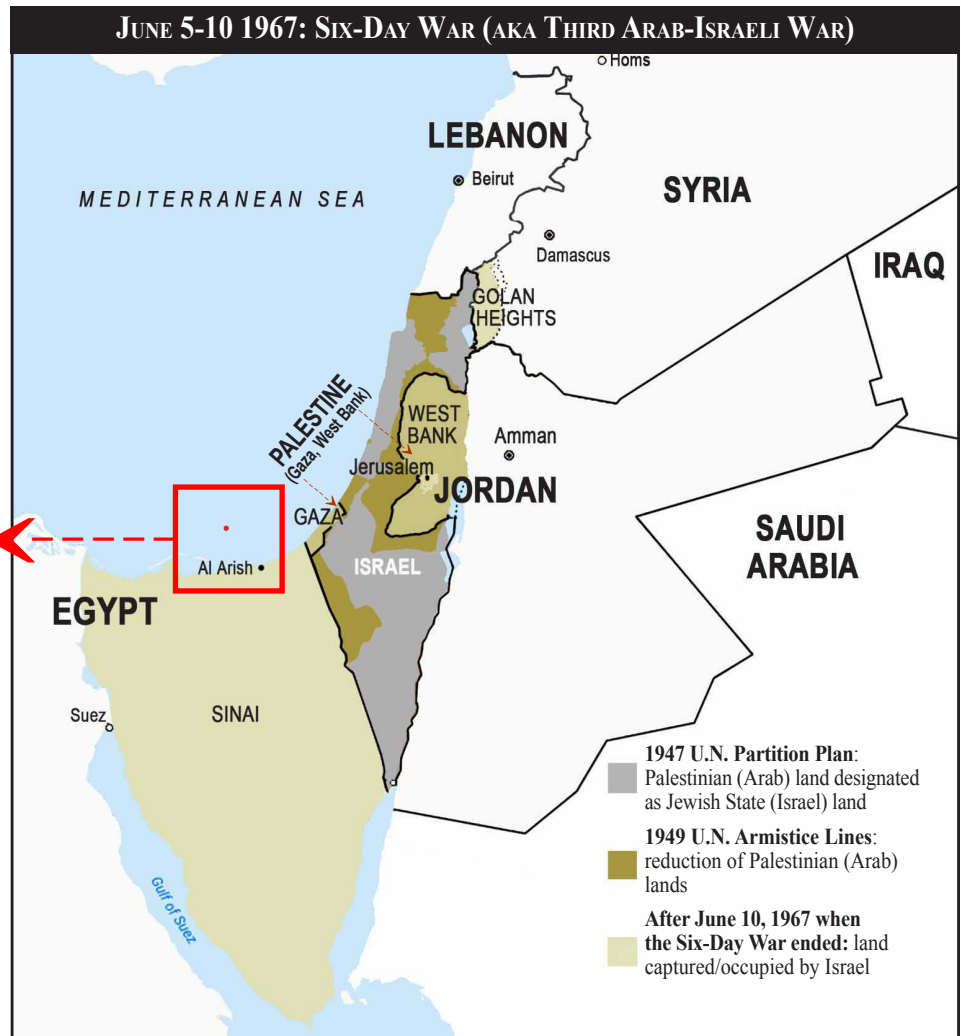 JUNE 5-10 1967: SIX-DAY WAR (AKA THIRD ARAB-ISRAELI WAR)
Homs
LEBANON
Beirut
SYRIA
MEDITERRANEAN SEA
Damascus
IRAQ
GOLAN
HEIGHTS
PALESTINE
(Gaza, West Bank)
WEST
BANK
Amman
Jerusalem
JORDAN
GAZA
SAUDI
ARABIA
ISRAEL
Al Arish
EGYPT
Suez
SINAI
Gulf of Suez
1947 U.N. Partition Plan:
Palestinian (Arab) land designated
as Jewish State (Israel) land
1949 U.N. Armistice Lines:
reduction of Palestinian (Arab)
lands
After June 10, 1967 when
the Six-Day War ended: land
captured/occupied by Israel